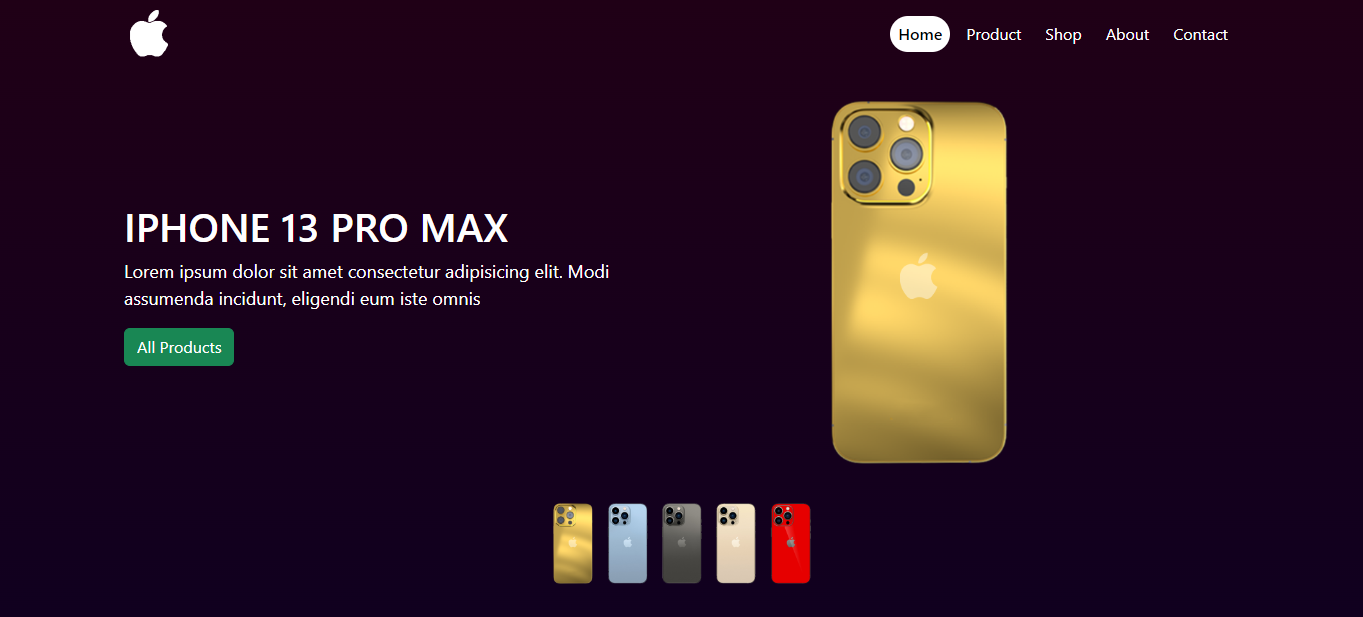 Home
Product
Shop
About
Contact
IPHONE 13 PRO MAX
Lorem ipsum dolor sit amet consectetur adipisicing elit. Modi
assumenda incidunt, eligendi eum iste omnis
All Products